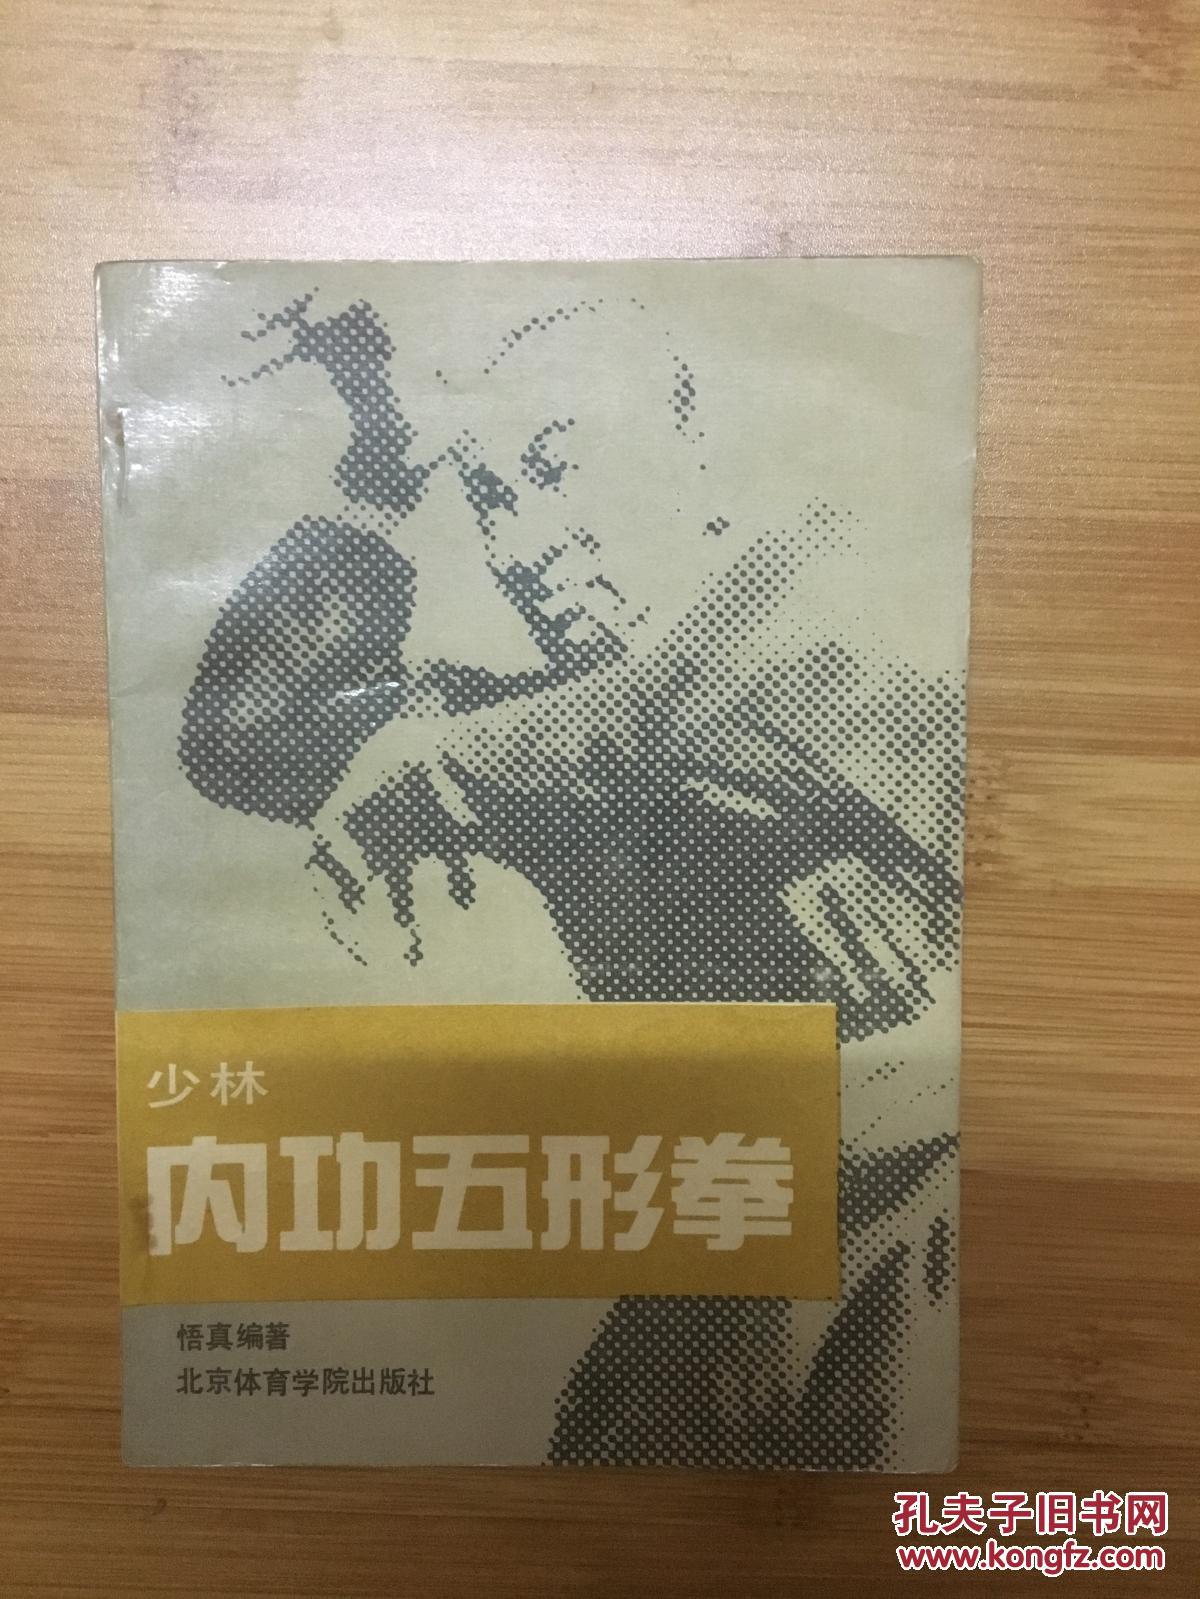 少林
内功五形拳
悟真编著
北京体育学院出版社
孔夫子旧书网
www.kongfz.com